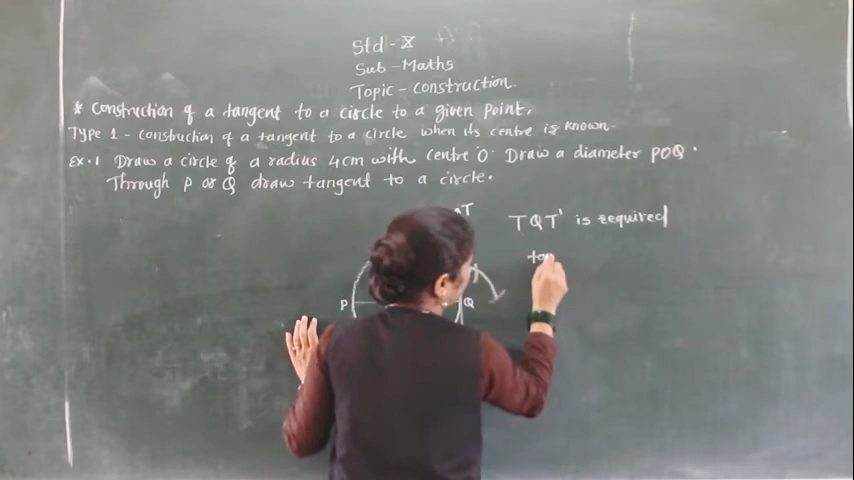 Std - X
Sub - Maths
Topic - Construction.
* Construction of a tangent to a circle to a given point.
Type 1 - Construction of a tangent to a circle when its centre is known.
Ex. 1 Draw a circle of a radius 4cm with centre 'O'. Draw a diameter POQ.
Through P or Q draw tangent to a circle.
T
TQT' is required
tan
P
Q